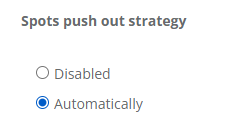 Spots push out strategy
Disabled
Automatically